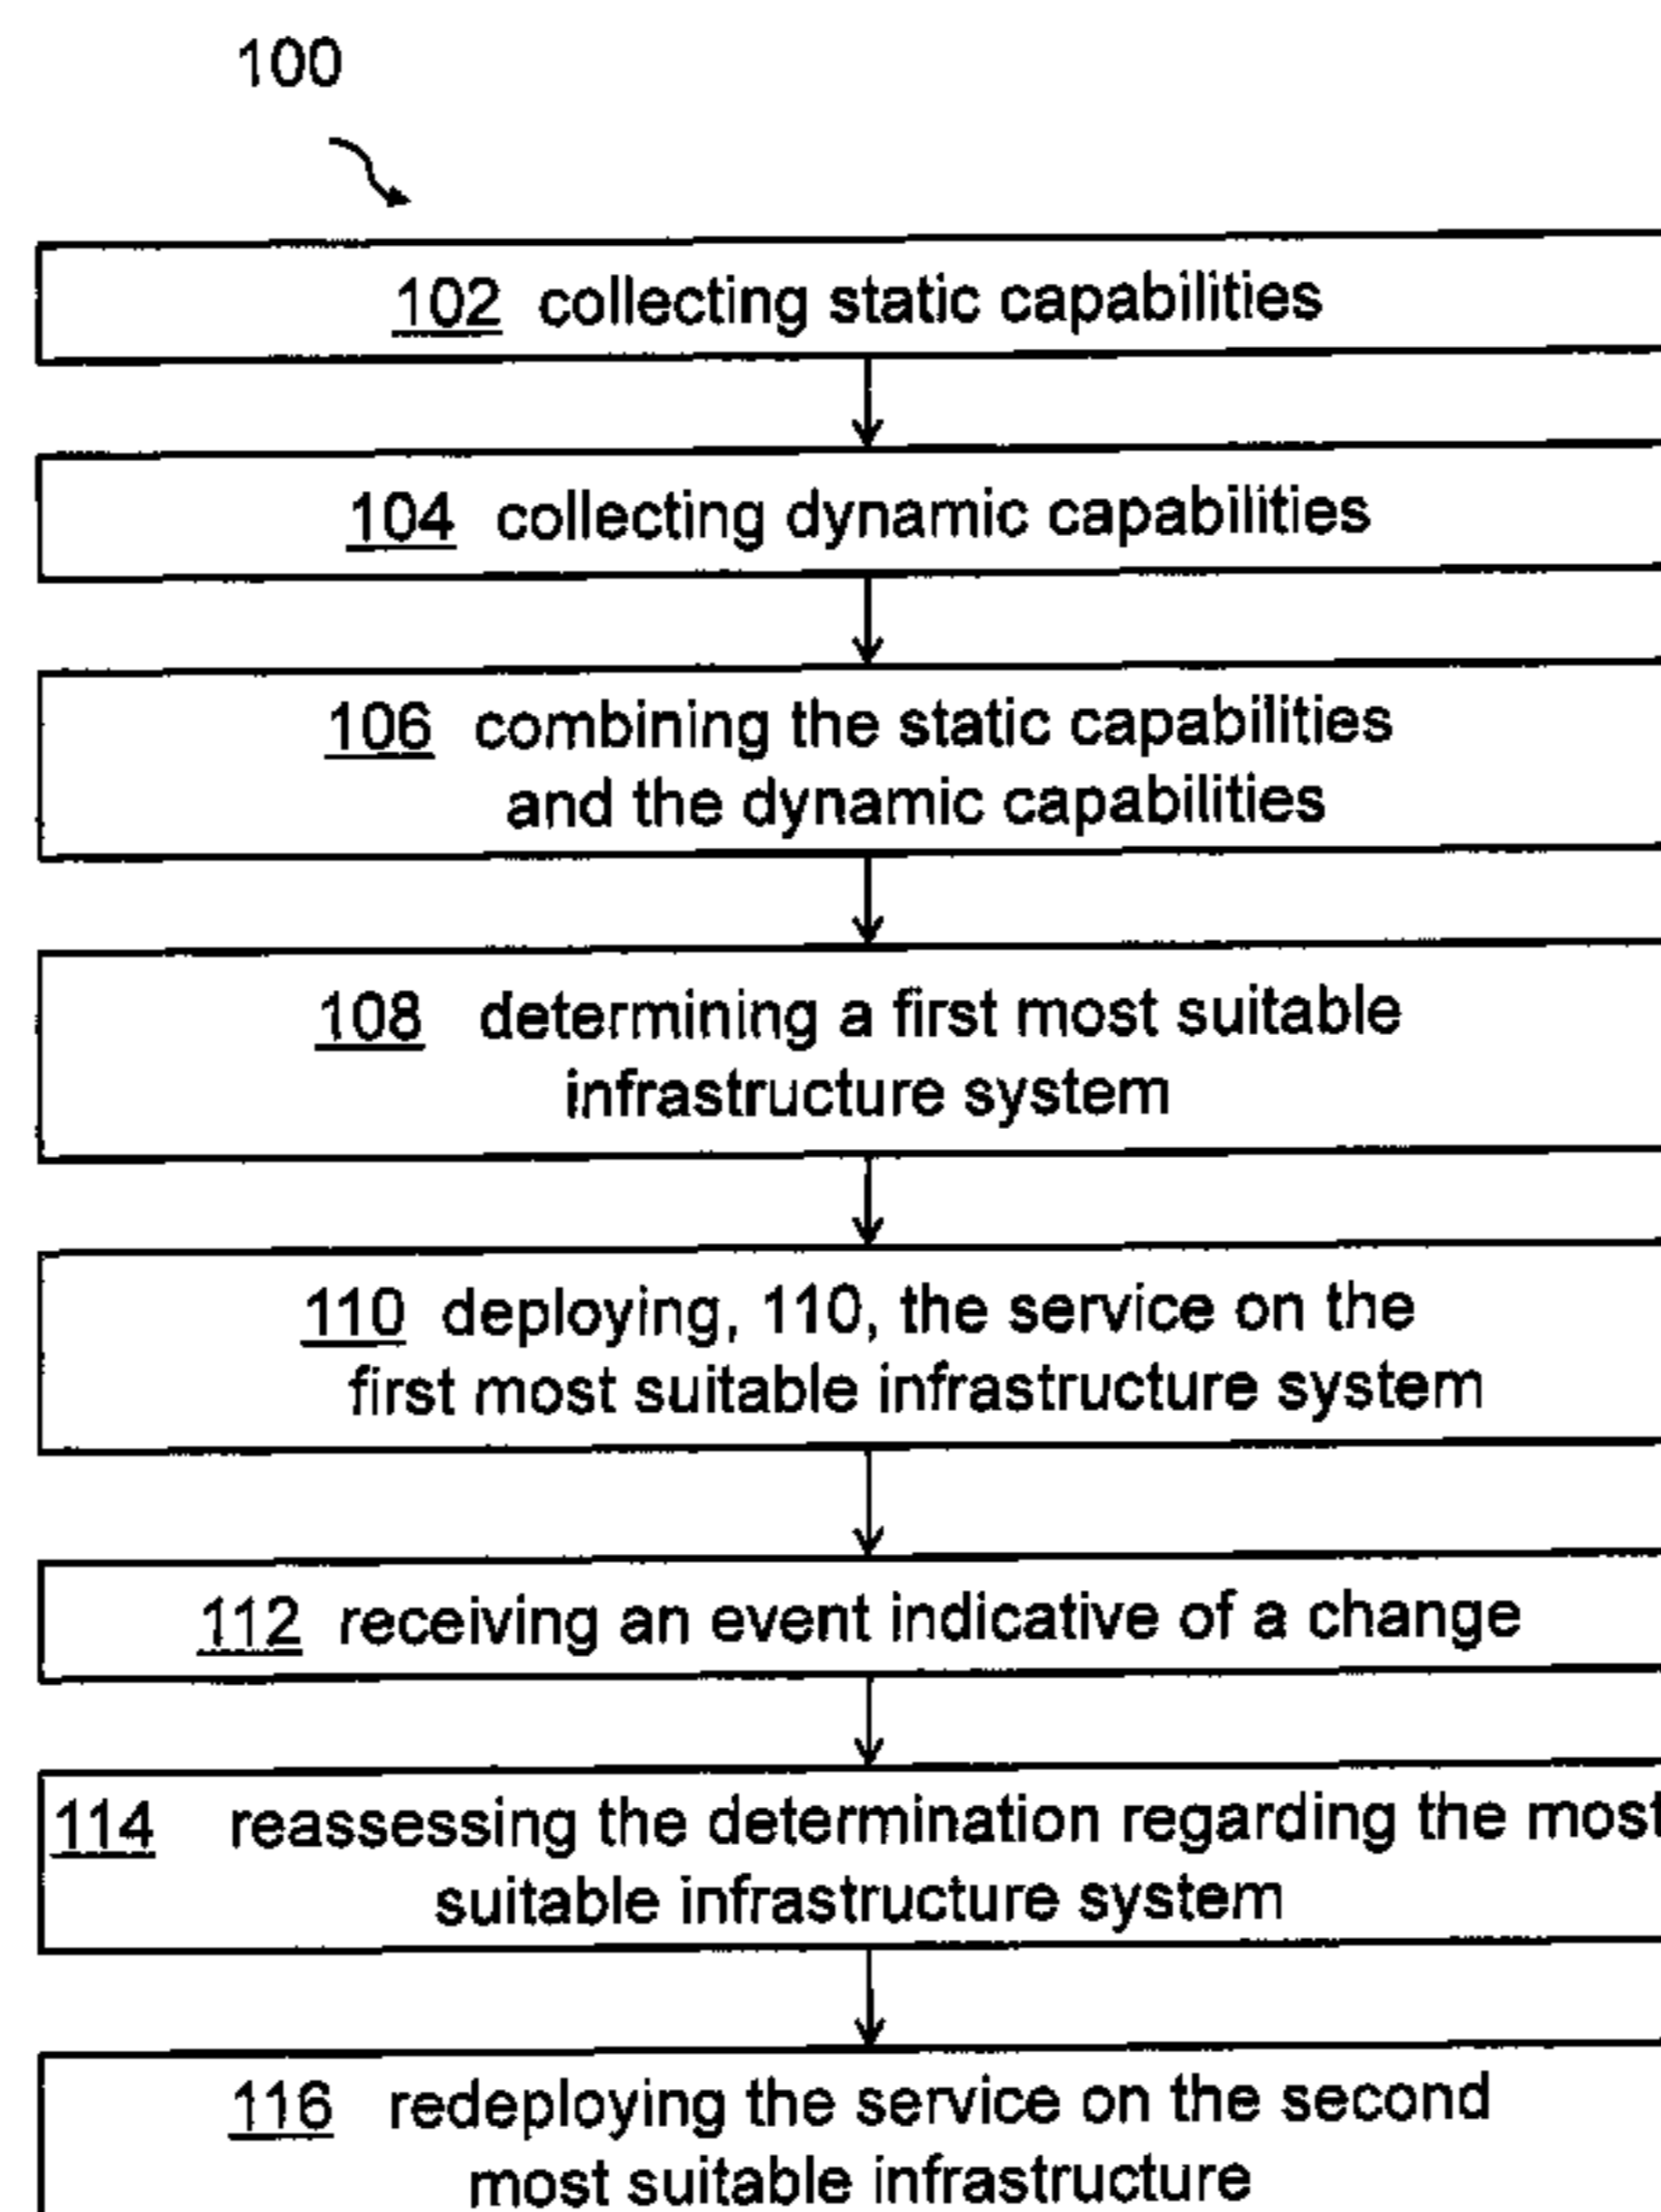 100
102 collecting static capabilities
104 collecting dynamic capabilities
106 combining the static capabilities
and the dynamic capabilities
108 determining a first most suitable
infrastructure system
110 deploying, 110, the service on the
first most suitable infrastructure system
112 receiving an event indicative of a change
114 reassessing the determination regarding the most
suitable infrastructure system
116 redeploying the service on the second
most suitable infrastructure